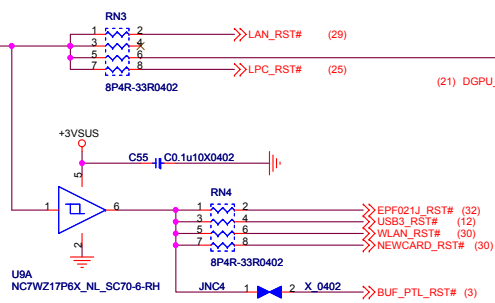 RN3
1 2 LAN_RST# (29)
3 4
5 6
7 8 LPC_RST# (25)
8P4R-33R0402
(21) DGPU_
+3VSUS
C55 C0.1u10X0402
5
1 6
2
RN4
1 2 EPF021J_RST# (32)
3 4 USB3_RST# (12)
5 6 WLAN_RST# (30)
7 8 NEWCARD_RST# (30)
8P4R-33R0402
U9A
NC7WZ17P6X_NL_SC70-6-RH
JNC4 1 2 X_0402 BUF_PTL_RST# (3)